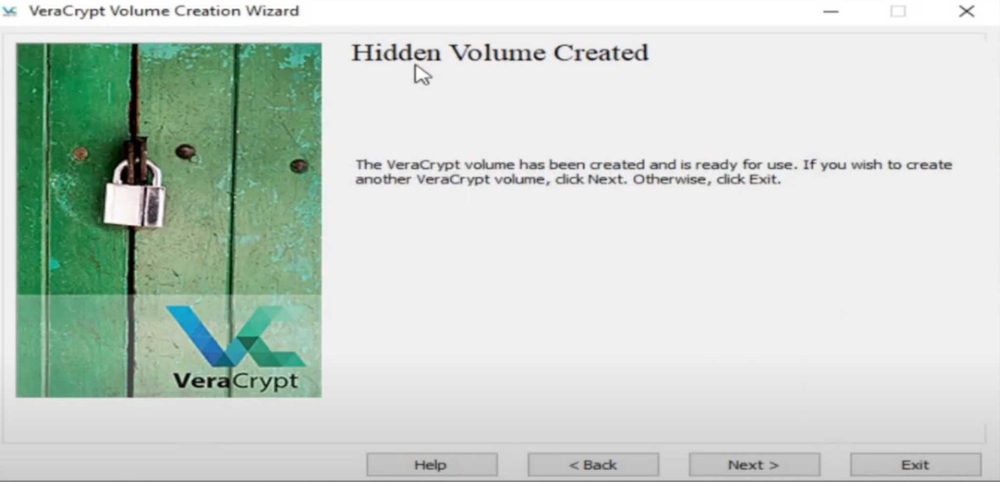 VeraCrypt Volume Creation Wizard
Hidden Volume Created
The VeraCrypt volume has been created and is ready for use. If you wish to create
another VeraCrypt volume, click Next. Otherwise, click Exit.
VeraCrypt
Help
< Back
Next >
Exit